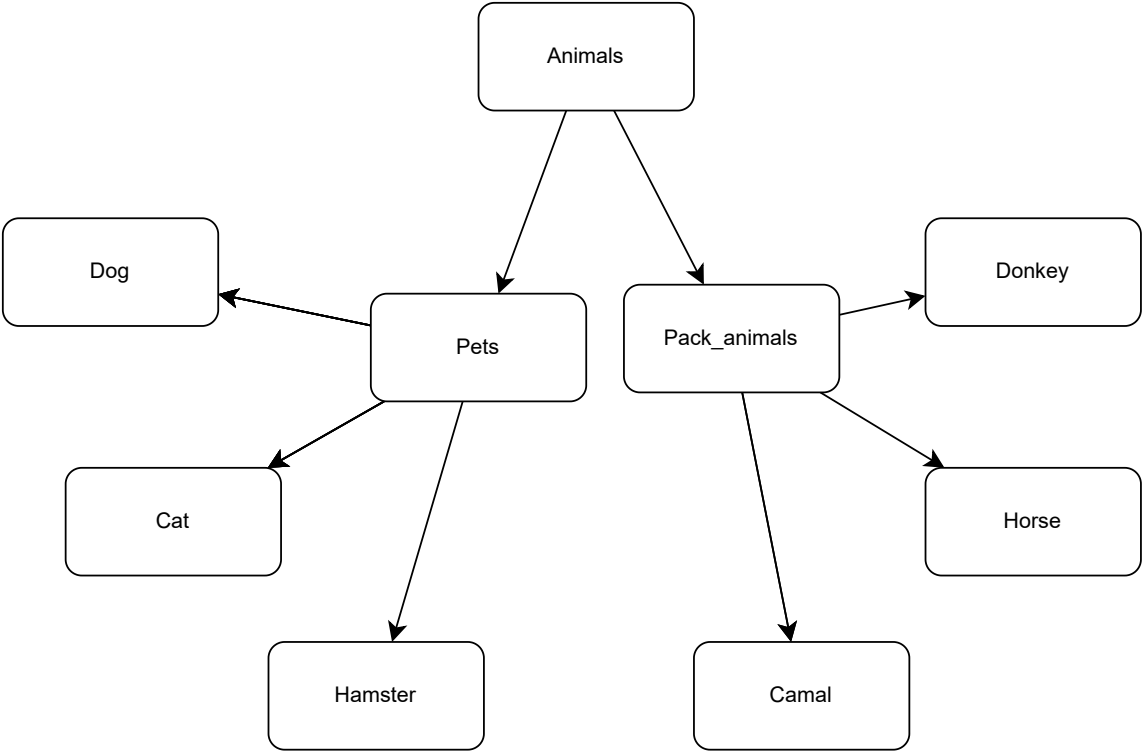 Animals
Dog
Donkey
Pets
Pack_animals
Cat
Horse
Hamster
Camal